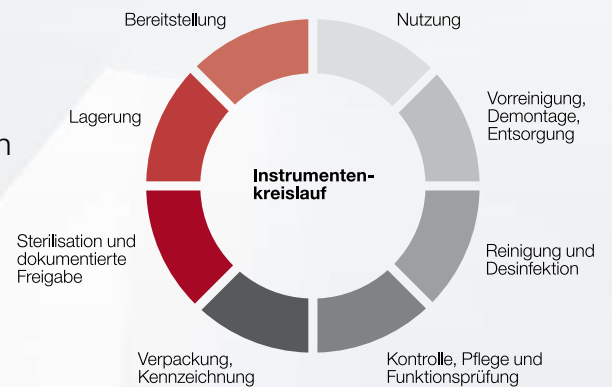 Bereitstellung
Nutzung
Lagerung
Vorreinigung,
Demontage,
Entsorgung
n
Instrumenten-
kreislauf
Sterilisation und
dokumentierte
Freigabe
Reinigung und
Desinfektion
Verpackung,
Kennzeichnung
Kontrolle, Pflege und
Funktionsprüfung